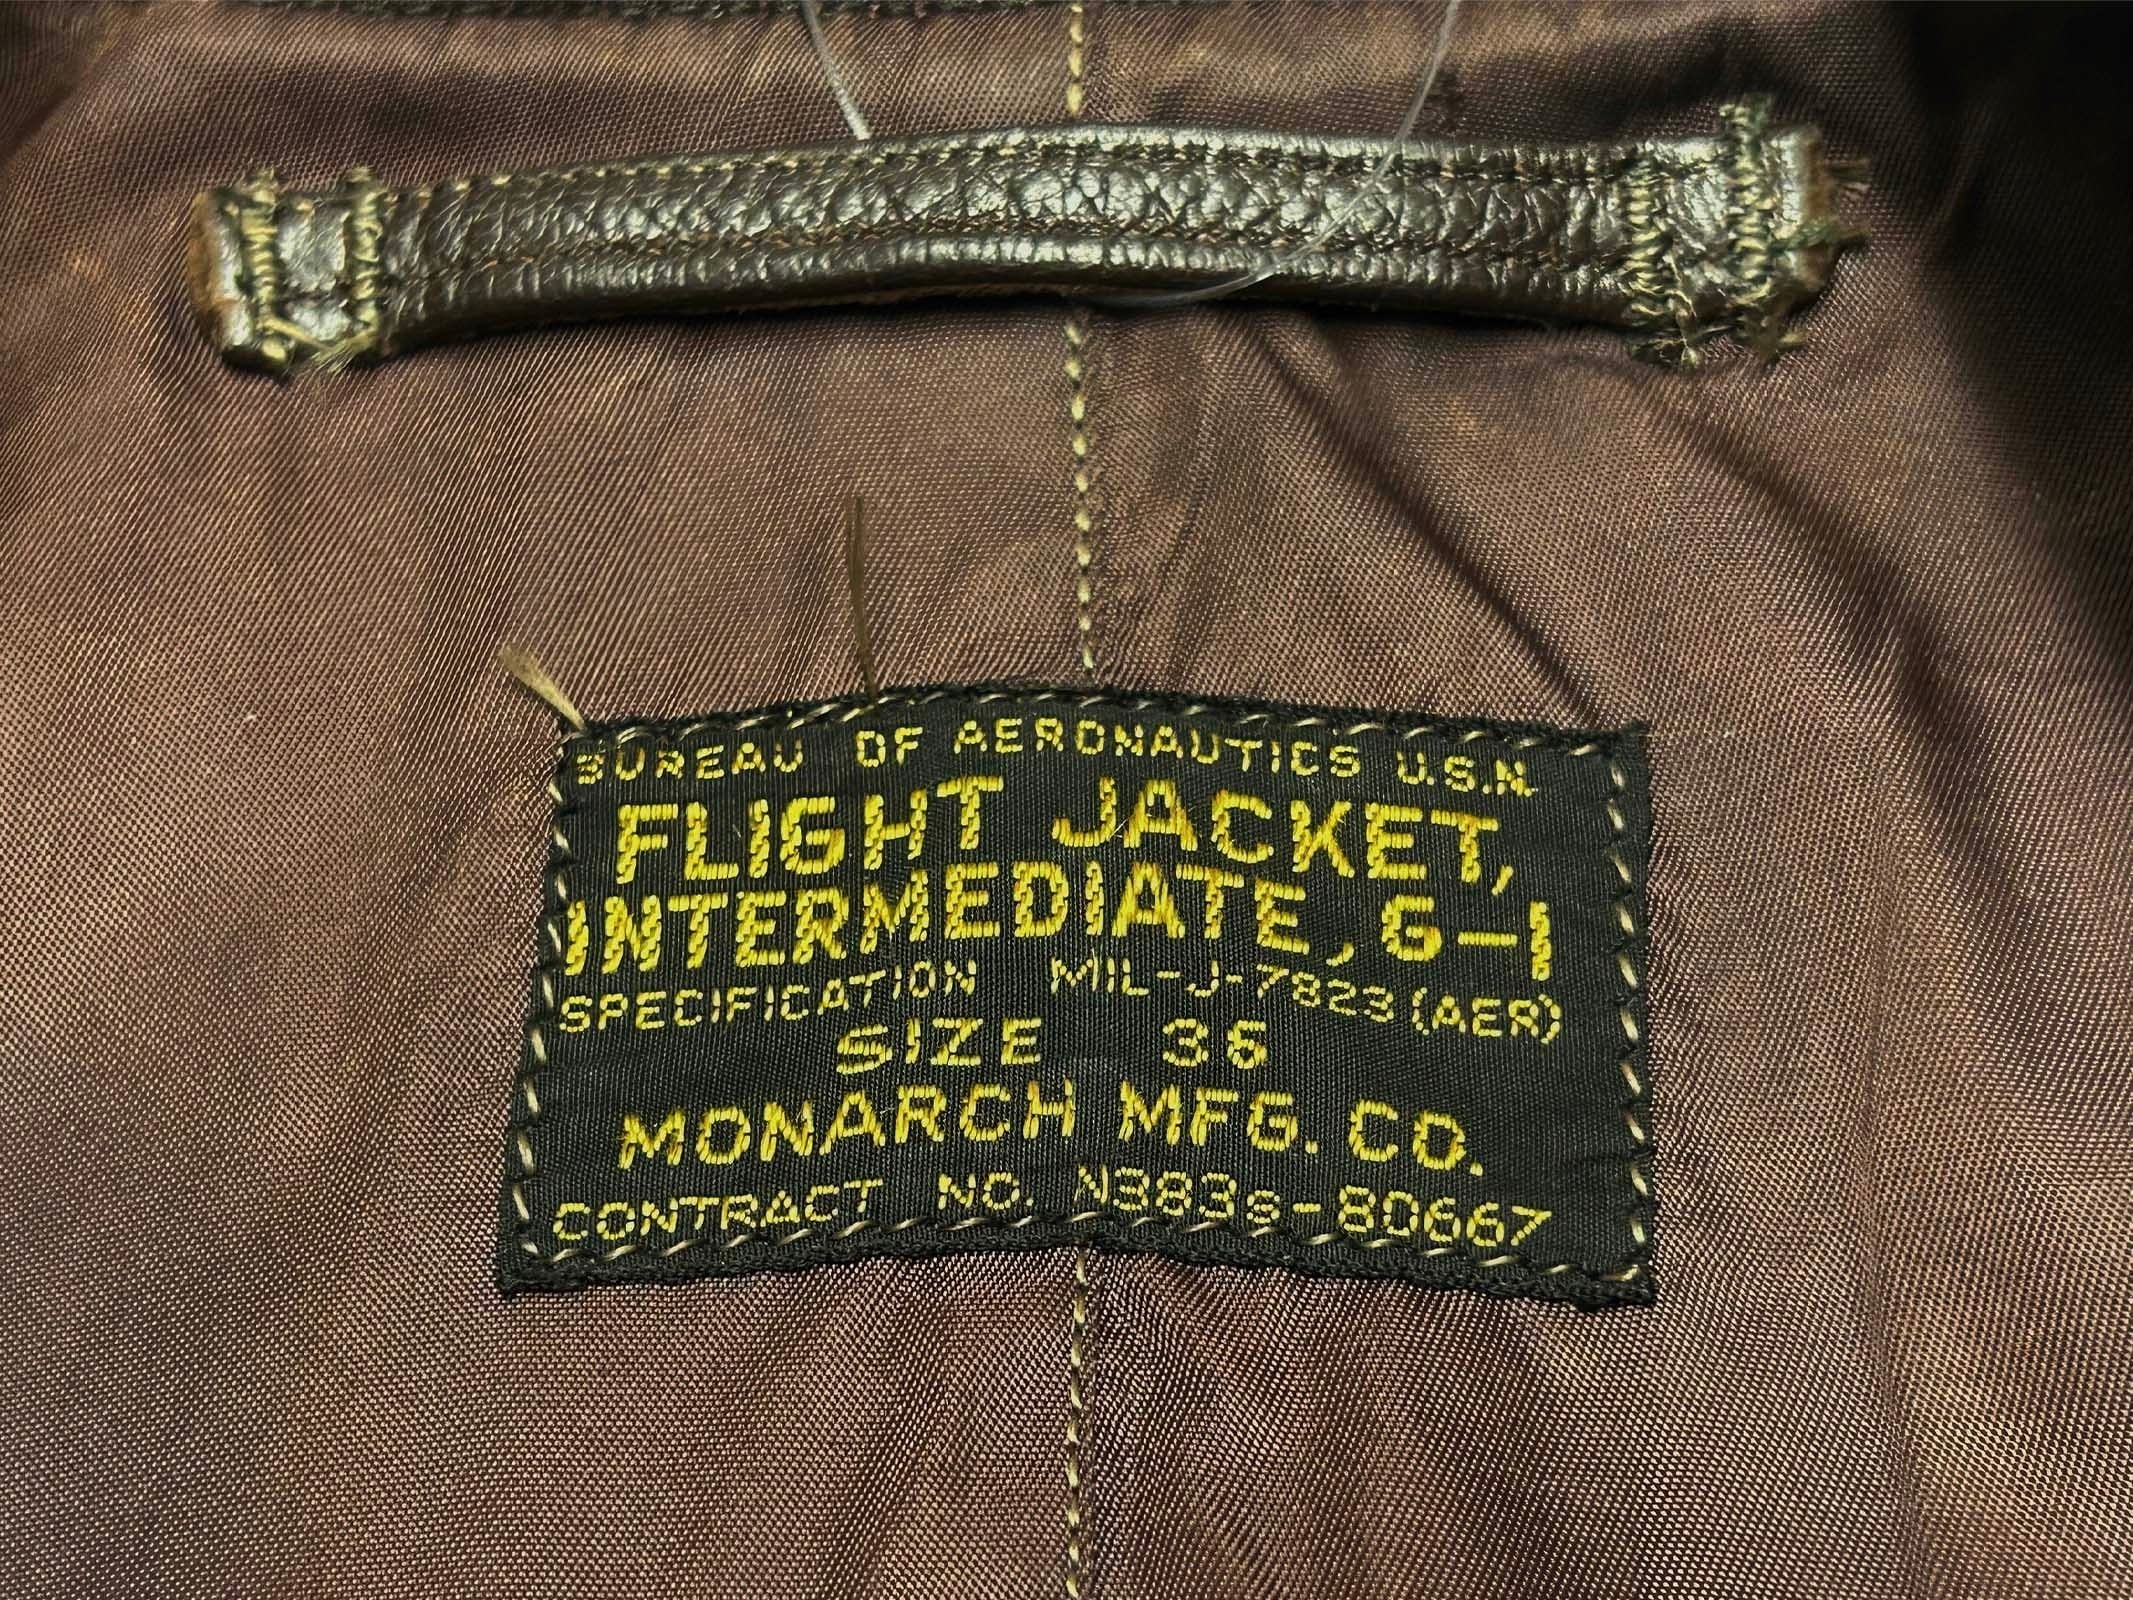 BUREAU OF AERONAUTICS U.S.N.
FLIGHT JACKET,
INTERMEDIATE, G-1
SPECIFICATION MIL-J-7823 (AER)
SIZE 36
MONARCH MFG. CO.
CONTRACT NO. N383s-80667